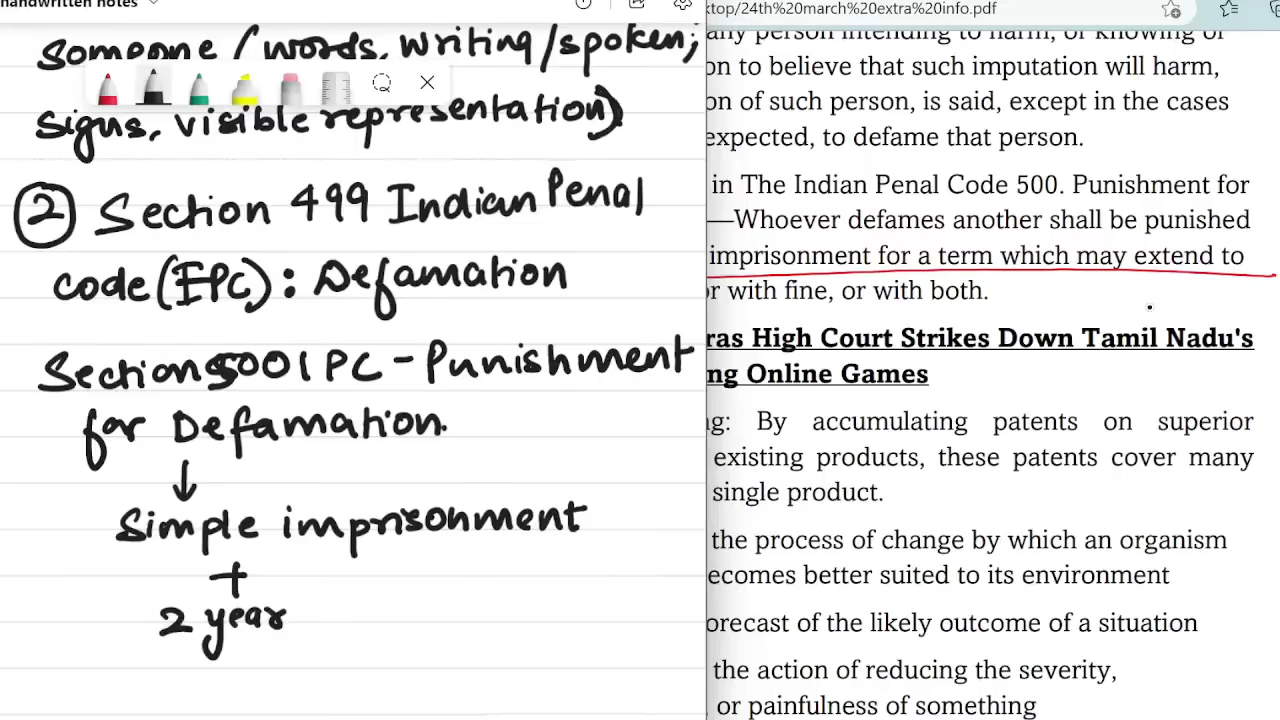 handwritten notes
someone (words, writing/spoken;
signs, visible representation)
② Section 499 Indian Penal
code (IPC): Defamation
Section 500 IPC - Punishment
for Defamation.
↓
Simple imprisonment
+
2 year
ktop/24th%20march%20extra%20info.pdf
any person intending to harm, or knowing or
on to believe that such imputation will harm,
on of such person, is said, except in the cases
expected, to defame that person.
in The Indian Penal Code 500. Punishment for
—Whoever defames another shall be punished
imprisonment for a term which may extend to
or with fine, or with both.
ras High Court Strikes Down Tamil Nadu's
ng Online Games
ng: By accumulating patents on superior
existing products, these patents cover many
single product.
the process of change by which an organism
ecomes better suited to its environment
orecast of the likely outcome of a situation
the action of reducing the severity,
or painfulness of something